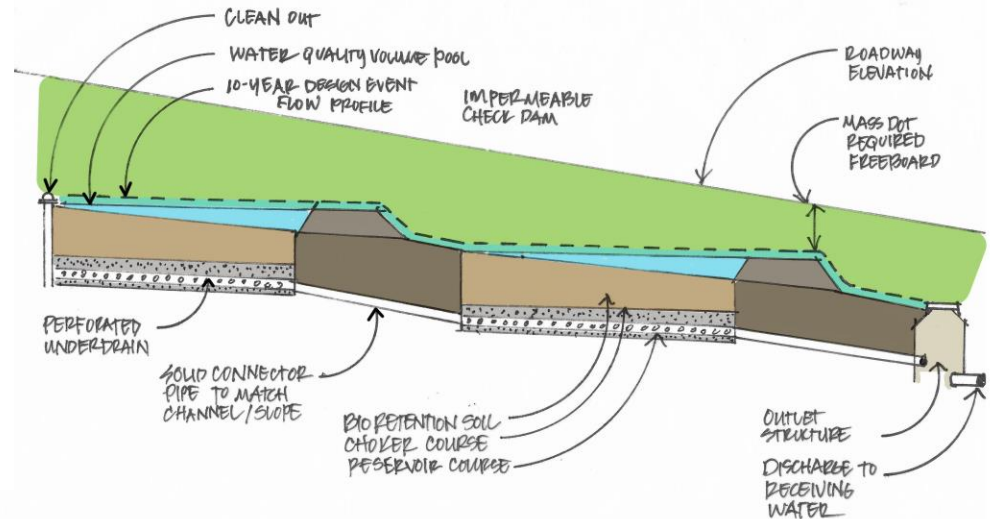 CLEAN OUT
WATER QUALITY VOLUME POOL
10-YEAR DESIGN EVENT
FLOW PROFILE
IMPERMEABLE
CHECK DAM
ROADWAY
ELEVATION
MASS DOT
REQUIRED
FREEBOARD
PERFORATED
UNDERDRAIN
SOLID CONNECTOR
PIPE TO MATCH
CHANNEL/SLOPE
BIO RETENTION SOIL
CHOKER COURSE
RESERVOIR COURSE
OUTLET
STRUCTURE
DISCHARGE TO
RECEIVING
WATER